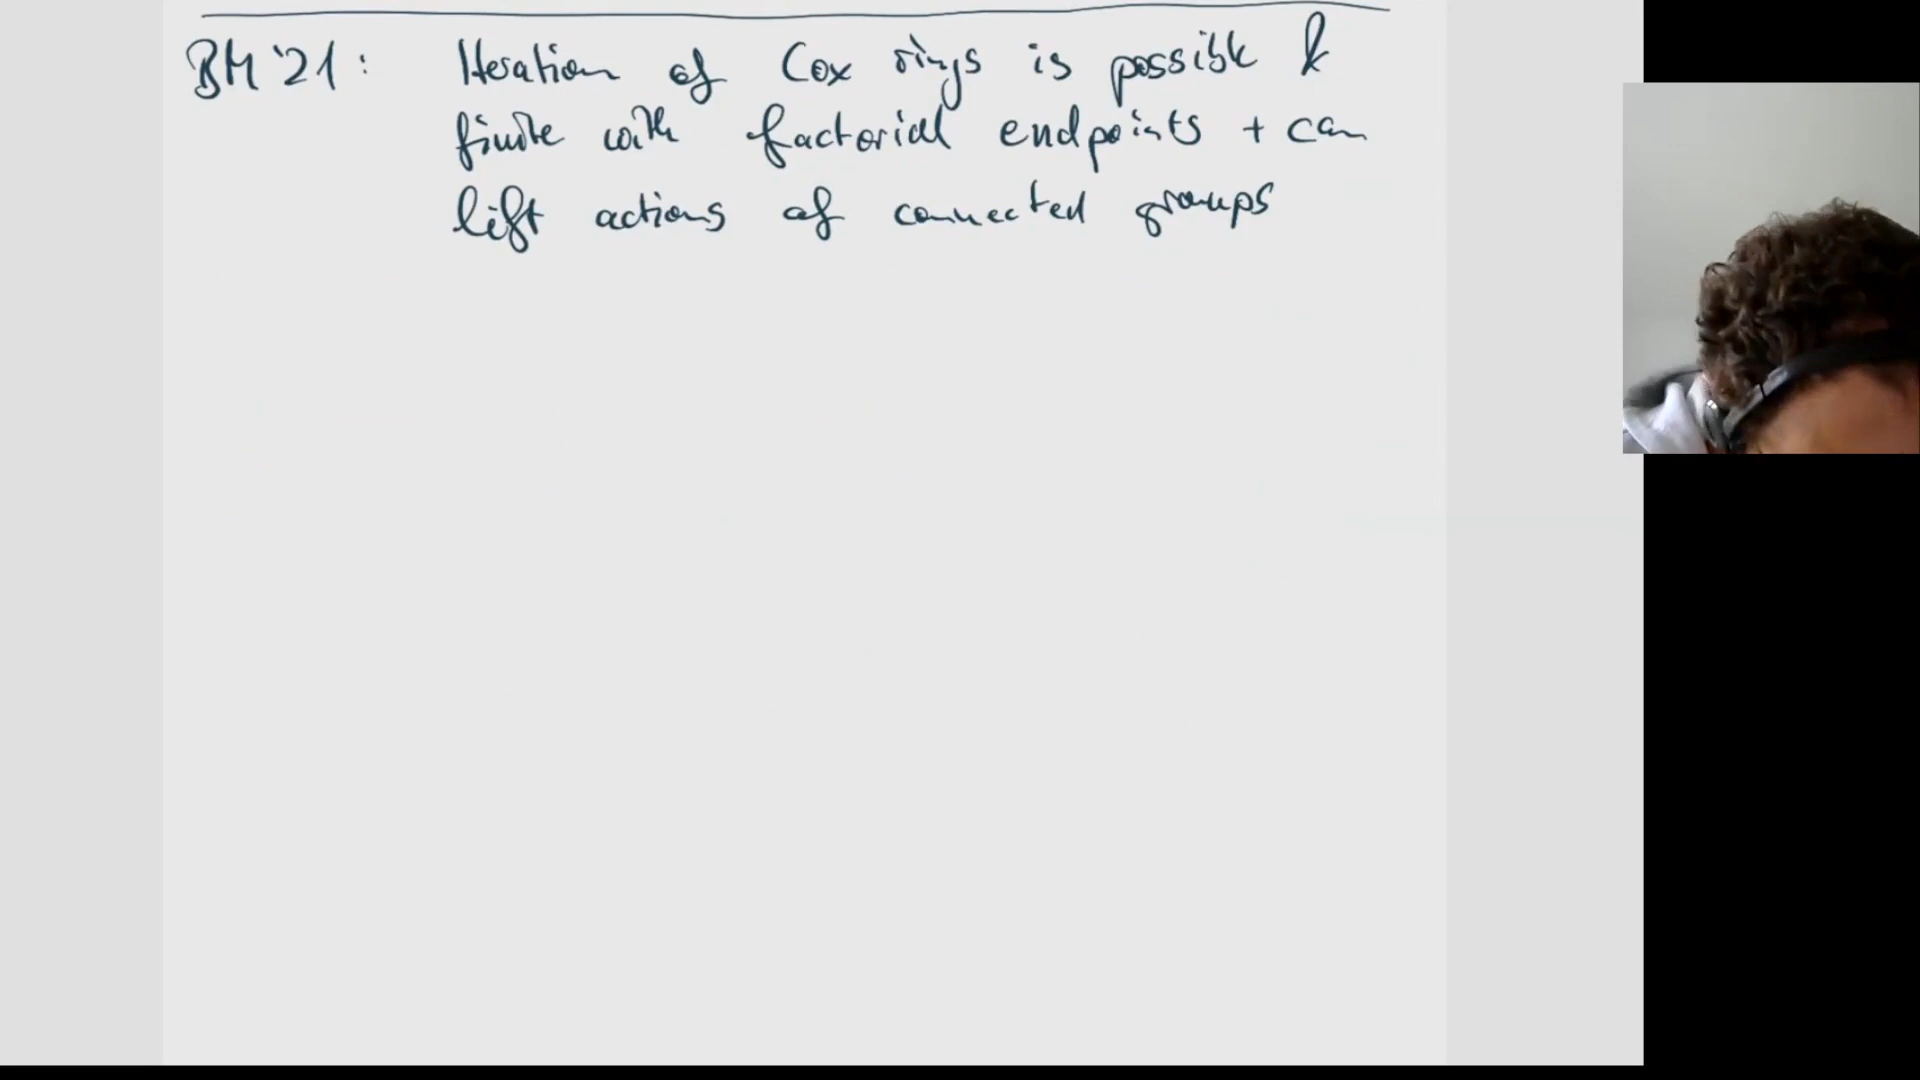 BM '21: Iteration of Cox rings is possible &
finite with factorial endpoints + can
lift actions of connected groups